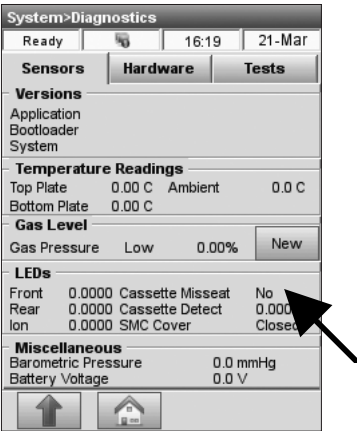 System>Diagnostics
Ready 16:19 21-Mar
Sensors Hardware Tests
Versions
Application
Bootloader
System
Temperature Readings
Top Plate 0.00 C Ambient 0.0 C
Bottom Plate 0.00 C
Gas Level
Gas Pressure Low 0.00% New
LEDs
Front 0.0000 Cassette Misseat No
Rear 0.0000 Cassette Detect
Ion 0.0000 SMC Cover Closed
Miscellaneous
Barometric Pressure 0.0 mmHg
Battery Voltage 0.0 V